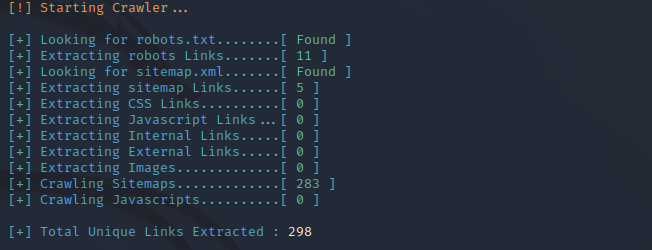 [!] Starting Crawler...
[+] Looking for robots.txt........[ Found ]
[+] Extracting robots Links.......[ 11 ]
[+] Looking for sitemap.xml.......[ Found ]
[+] Extracting sitemap Links......[ 5 ]
[+] Extracting CSS Links..........[ 0 ]
[+] Extracting Javascript Links...[ 0 ]
[+] Extracting Internal Links.....[ 0 ]
[+] Extracting External Links.....[ 0 ]
[+] Extracting Images.............[ 0 ]
[+] Crawling Sitemaps.............[ 283 ]
[+] Crawling Javascripts..........[ 0 ]
[+] Total Unique Links Extracted : 298